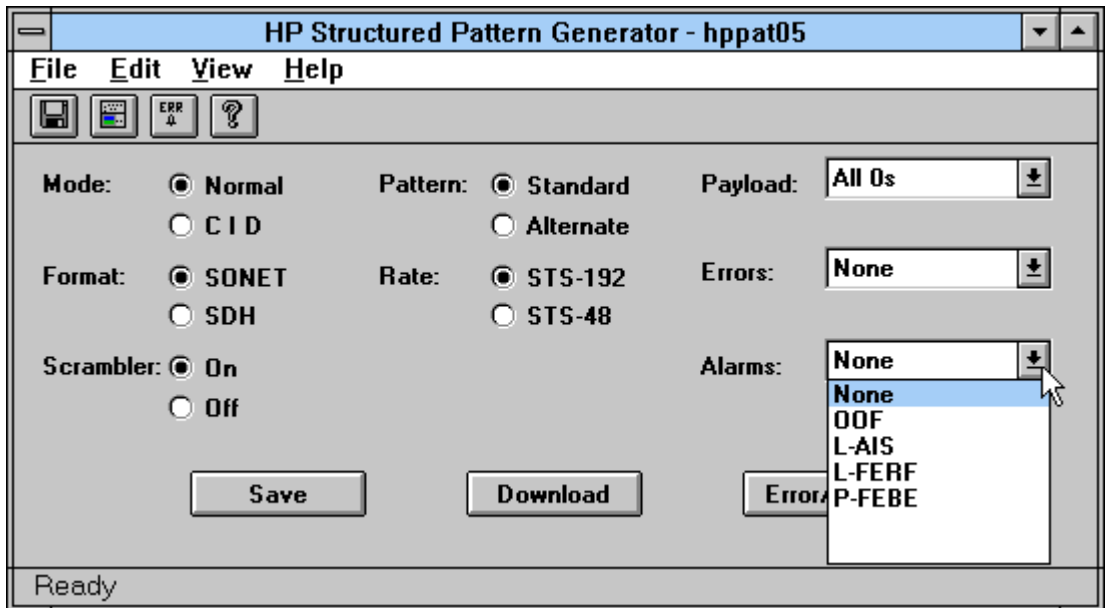 HP Structured Pattern Generator - hppat05
File Edit View Help
ERR
Mode: Normal Pattern: Standard Payload: All 0s
C I D Alternate
Format: SONET Rate: STS-192 Errors: None
SDH STS-48
Scrambler: On Alarms: None
Off None
OOF
L-AIS
L-FERF
Save Download Error P-FEBE
Ready